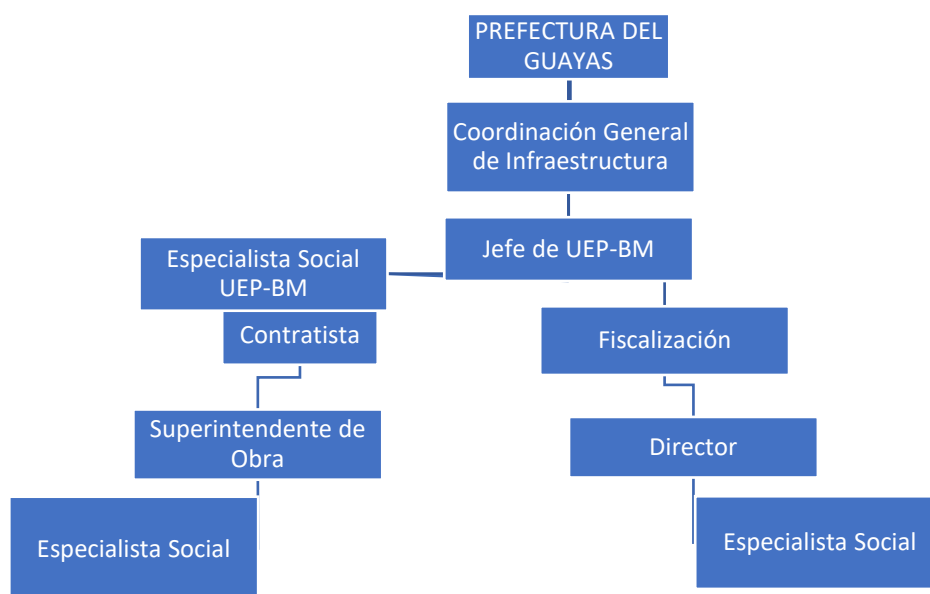 PREFECTURA DEL
GUAYAS
Coordinación General
de Infraestructura
Jefe de UEP-BM
Especialista Social
UEP-BM
Contratista
Fiscalización
Superintendente de
Obra
Director
Especialista Social
Especialista Social